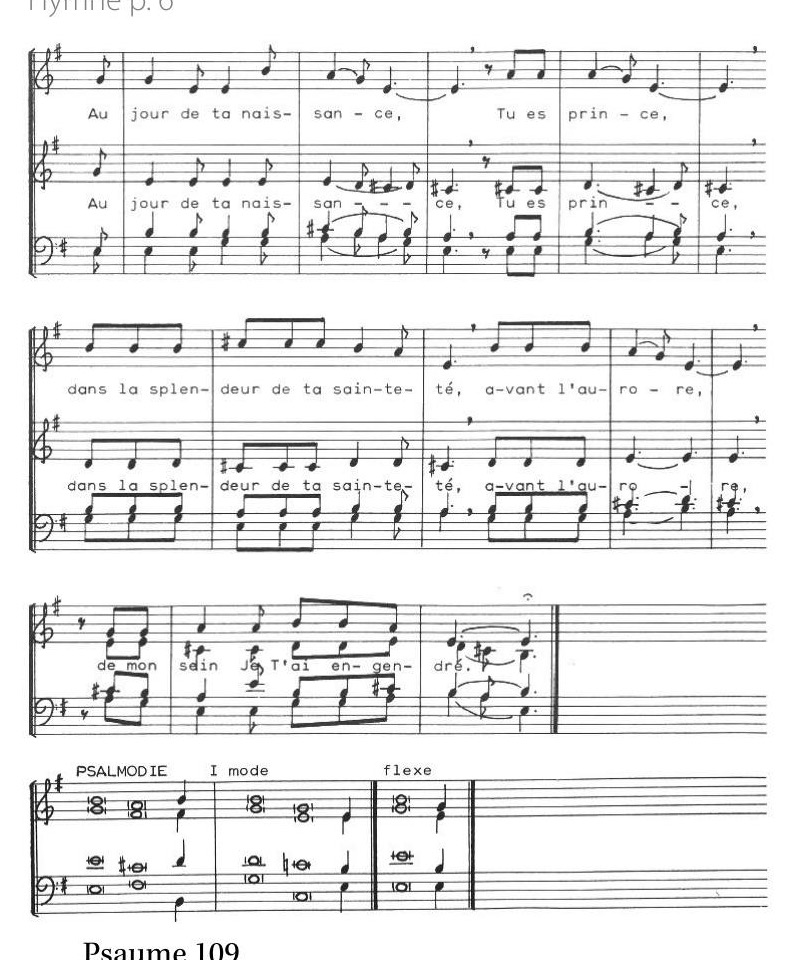 Hymne p. 6
Au jour de ta nais- san - ce, Tu es prin - ce,
Au jour de ta nais- san - - - ce, Tu es prin - - ce,
dans la splen- deur de ta sain-te- té, a-vant l'au- ro - re,
dans la splen- deur de ta sain-te- té, a-vant l'au- ro - re,
de mon sein Je T'ai en- gen- dré.
PSALMODIE I mode flexe
Psaume 109